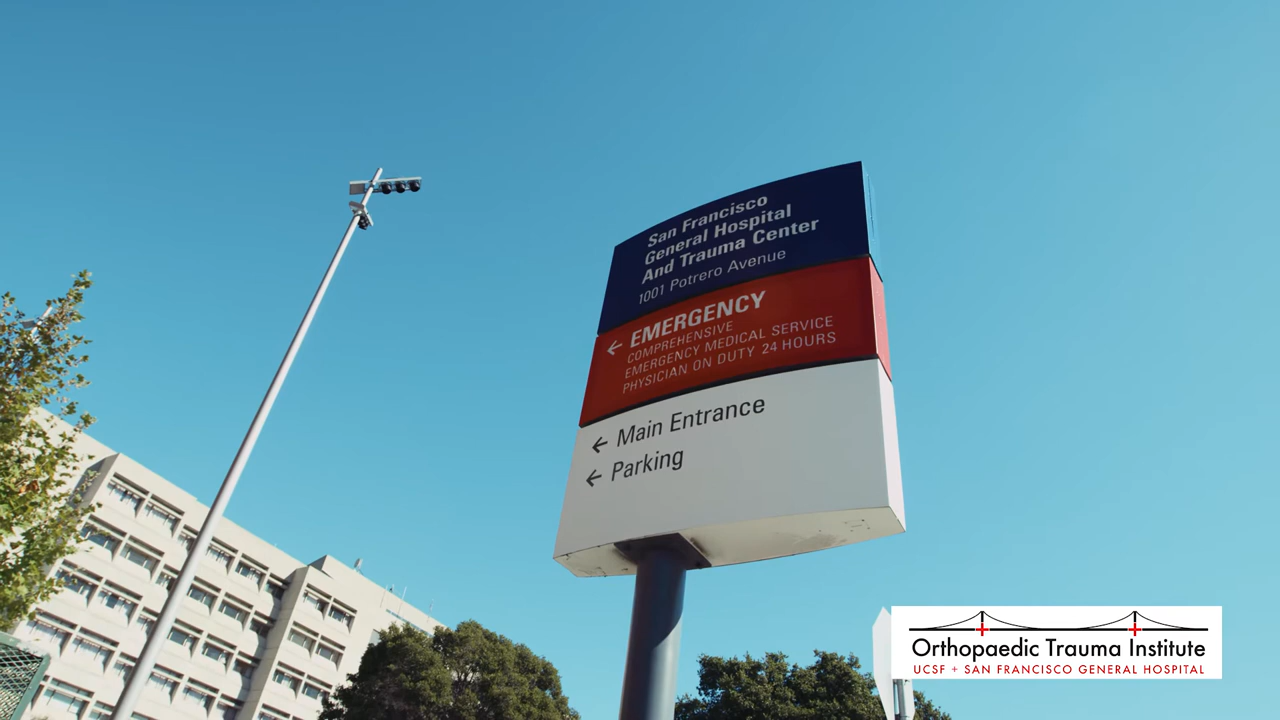 San Francisco
General Hospital
And Trauma Center
1001 Potrero Avenue
← EMERGENCY
COMPREHENSIVE
EMERGENCY MEDICAL SERVICE
PHYSICIAN ON DUTY 24 HOURS
← Main Entrance
← Parking
Orthopaedic Trauma Institute
UCSF + SAN FRANCISCO GENERAL HOSPITAL